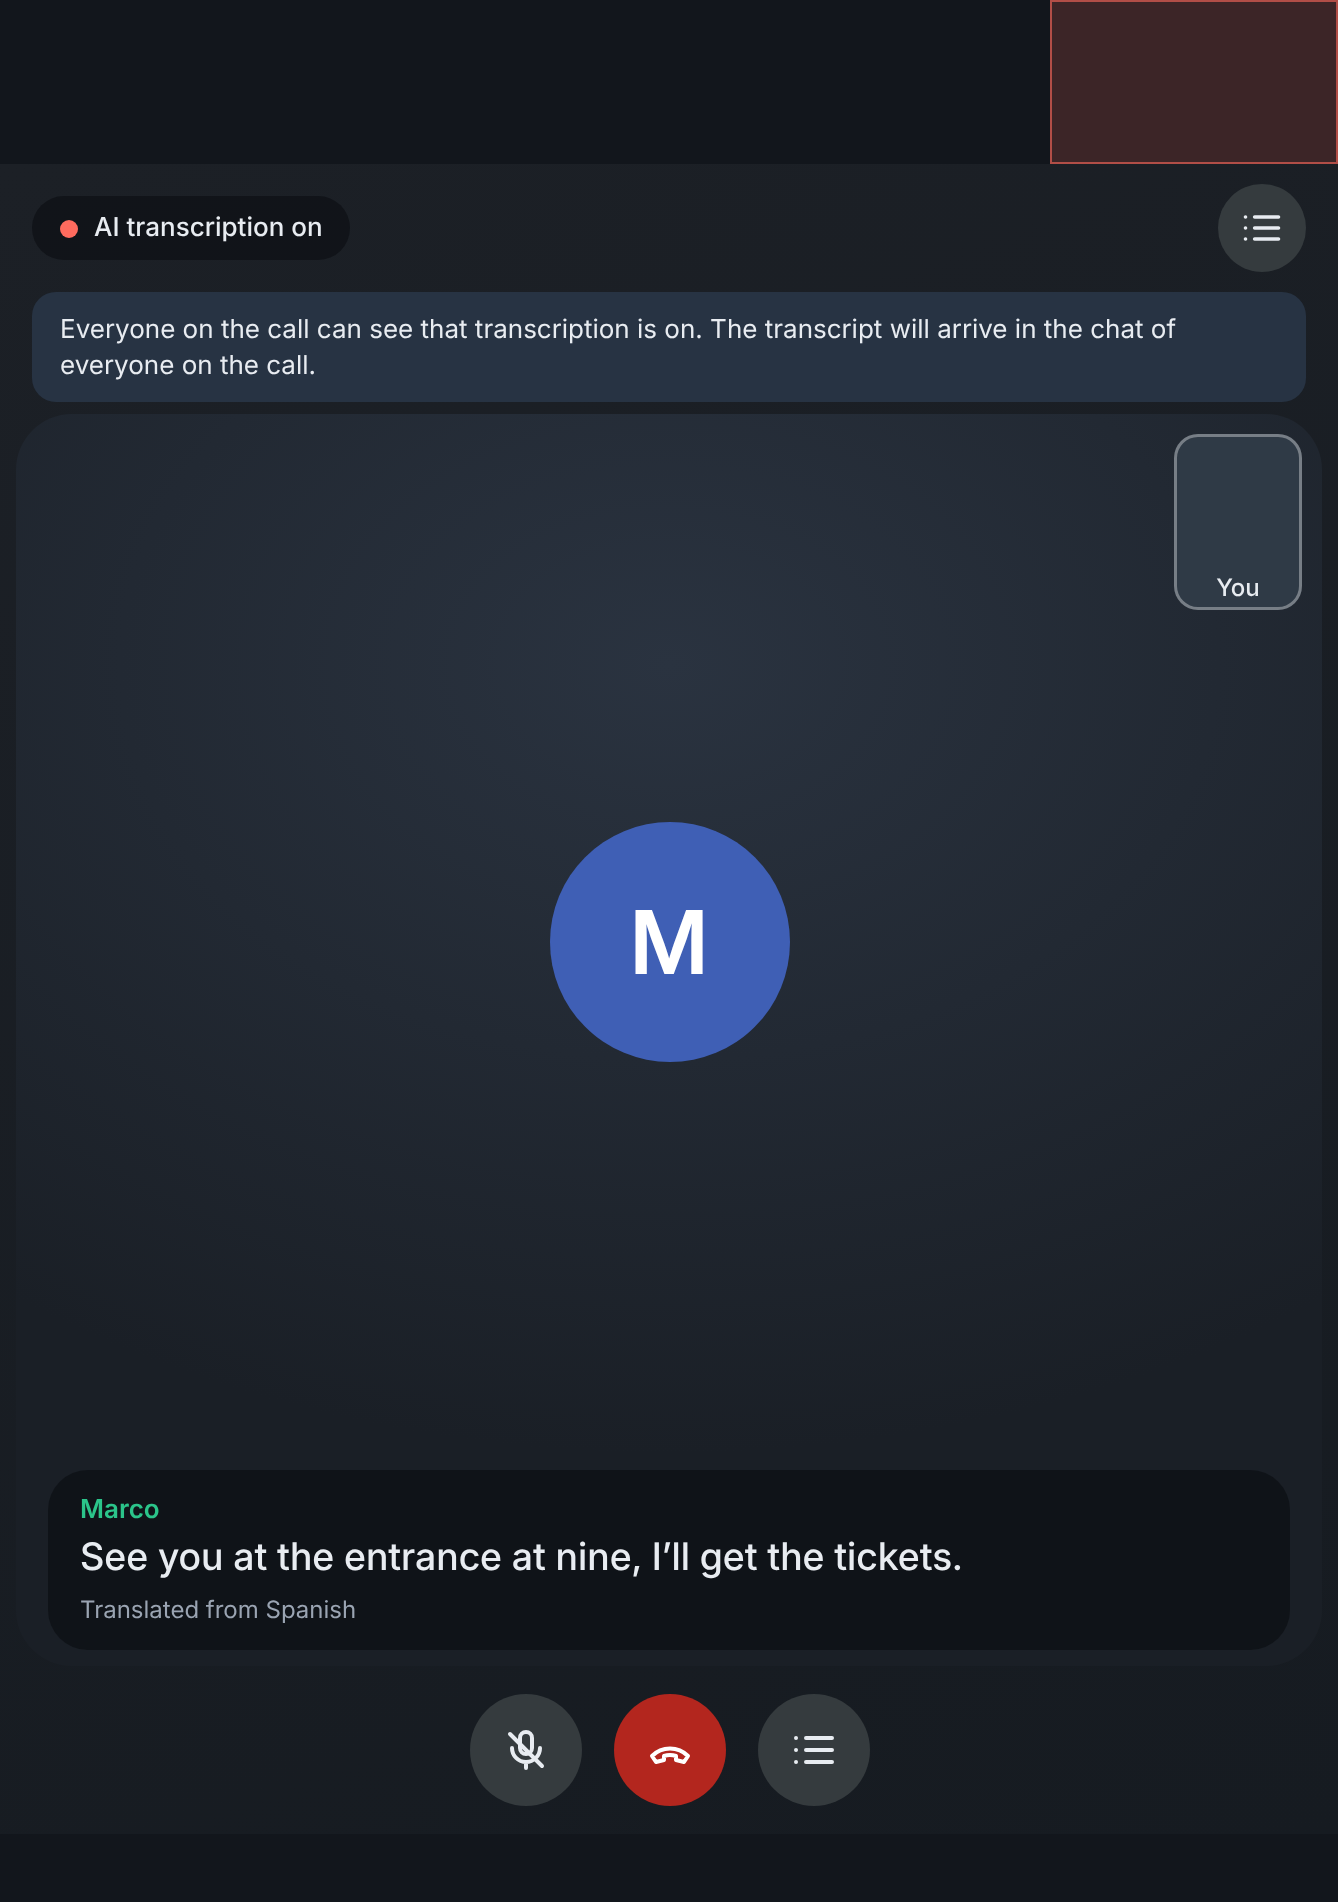 AI transcription on
Everyone on the call can see that transcription is on. The transcript will arrive in the chat of
everyone on the call.
You
M
Marco
See you at the entrance at nine, I’ll get the tickets.
Translated from Spanish